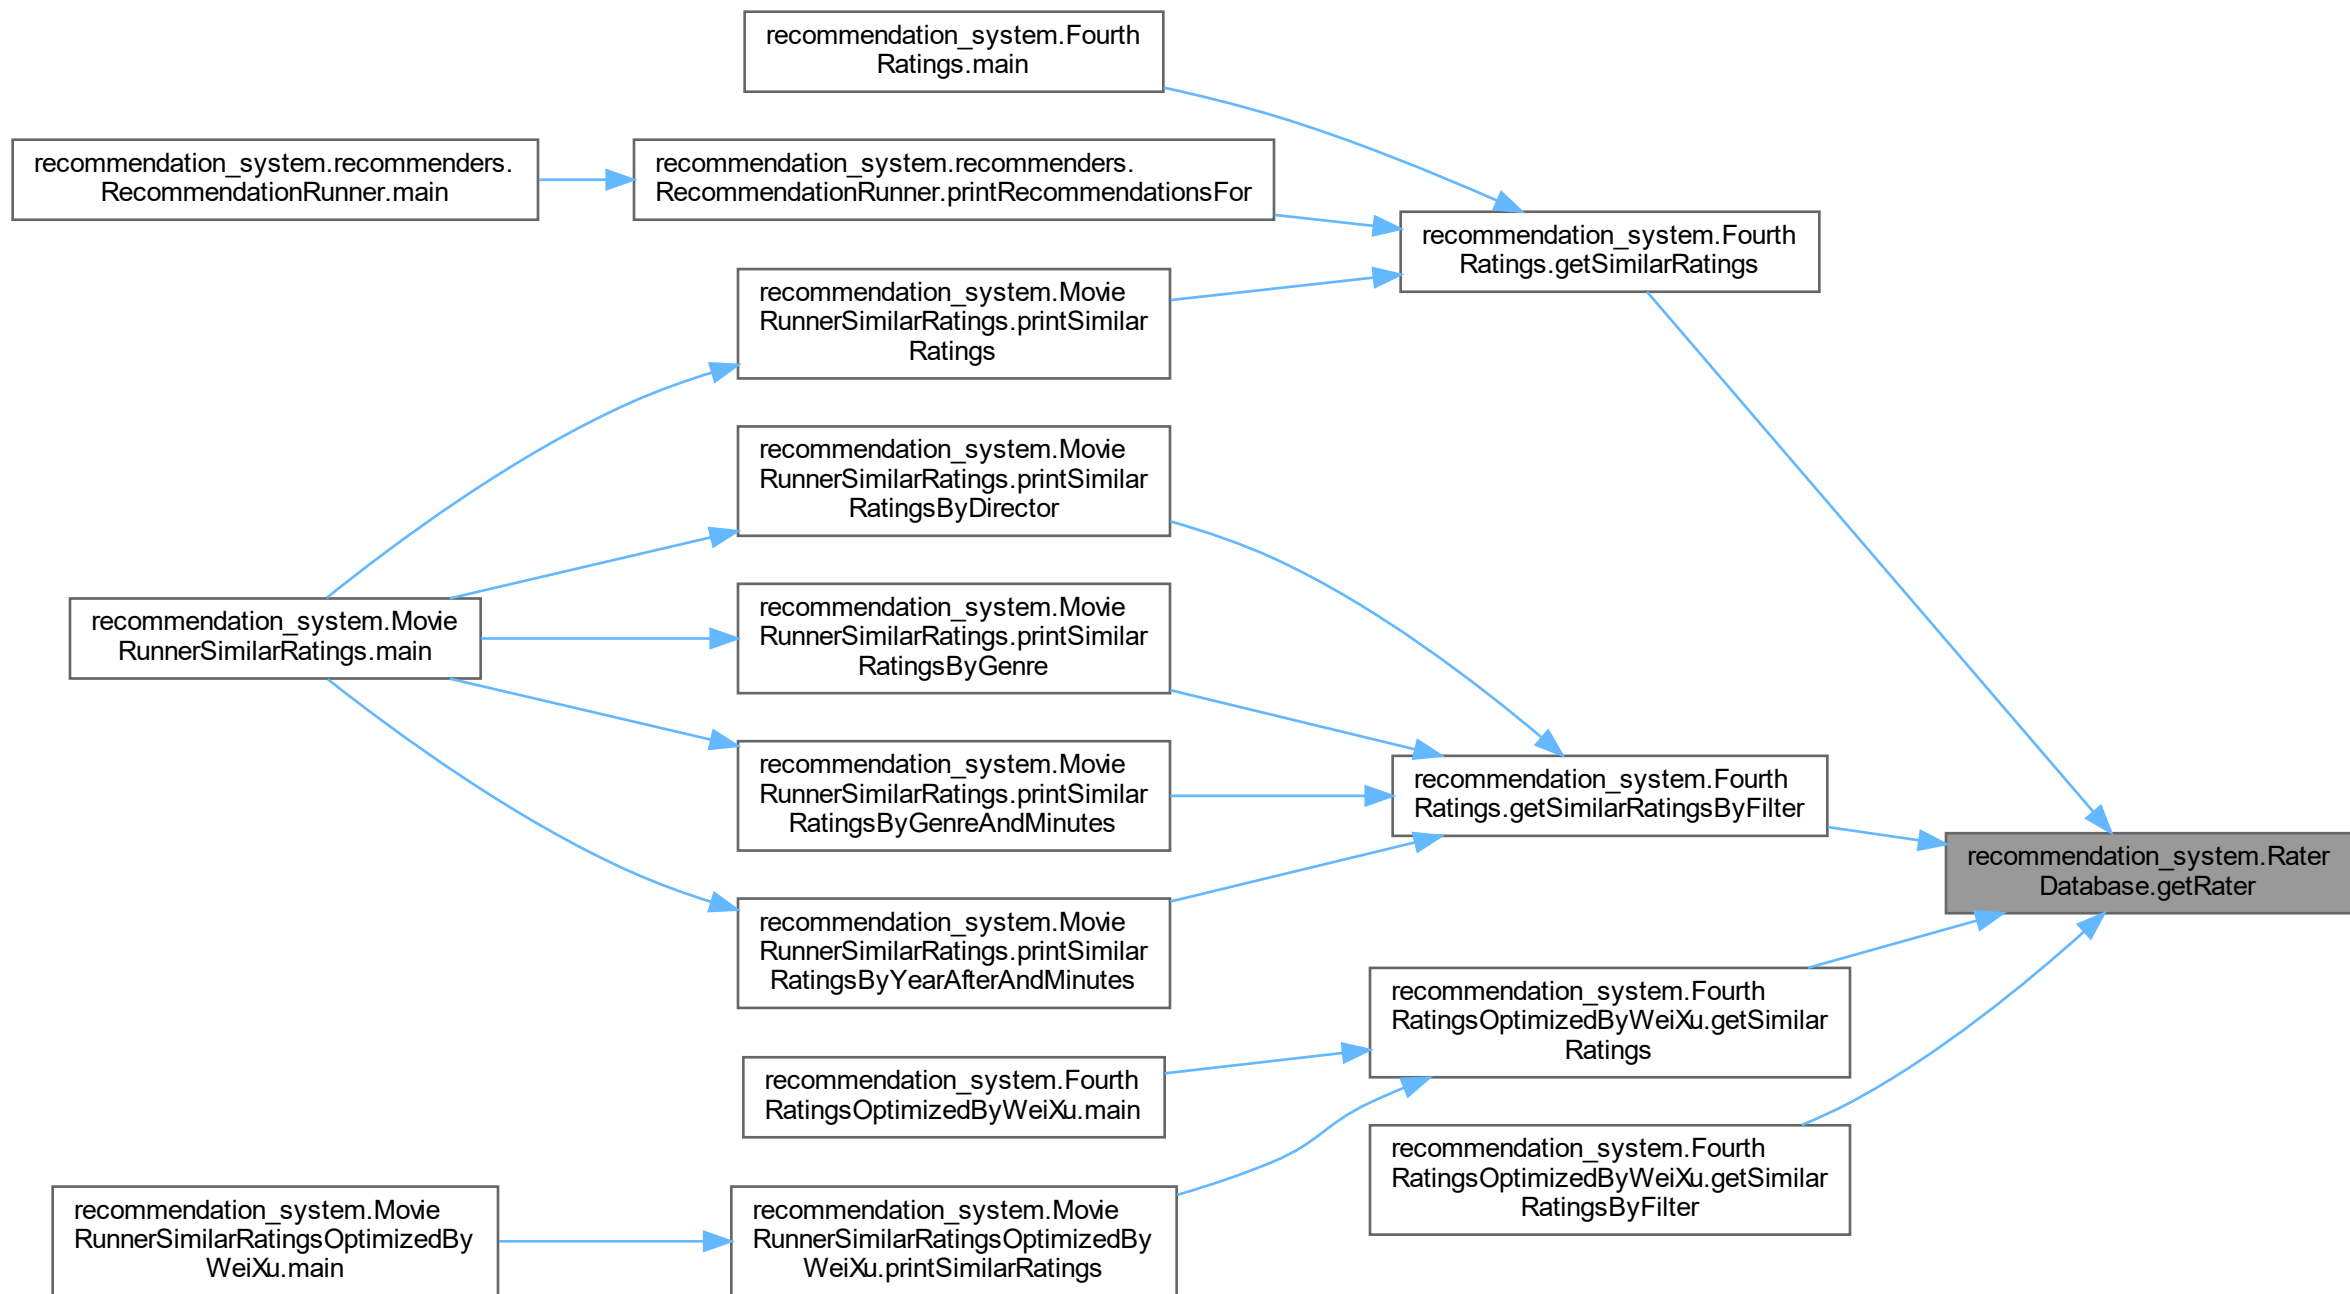 recommendation_system.Fourth
Ratings.main
recommendation_system.recommenders.
RecommendationRunner.main
recommendation_system.recommenders.
RecommendationRunner.printRecommendationsFor
recommendation_system.Fourth
Ratings.getSimilarRatings
recommendation_system.Movie
RunnerSimilarRatings.printSimilar
Ratings
recommendation_system.Movie
RunnerSimilarRatings.printSimilar
RatingsByDirector
recommendation_system.Movie
RunnerSimilarRatings.main
recommendation_system.Movie
RunnerSimilarRatings.printSimilar
RatingsByGenre
recommendation_system.Movie
RunnerSimilarRatings.printSimilar
RatingsByGenreAndMinutes
recommendation_system.Fourth
Ratings.getSimilarRatingsByFilter
recommendation_system.Rater
Database.getRater
recommendation_system.Movie
RunnerSimilarRatings.printSimilar
RatingsByYearAfterAndMinutes
recommendation_system.Fourth
RatingsOptimizedByWeiXu.getSimilar
Ratings
recommendation_system.Fourth
RatingsOptimizedByWeiXu.main
recommendation_system.Fourth
RatingsOptimizedByWeiXu.getSimilar
RatingsByFilter
recommendation_system.Movie
RunnerSimilarRatingsOptimizedBy
WeiXu.main
recommendation_system.Movie
RunnerSimilarRatingsOptimizedBy
WeiXu.printSimilarRatings